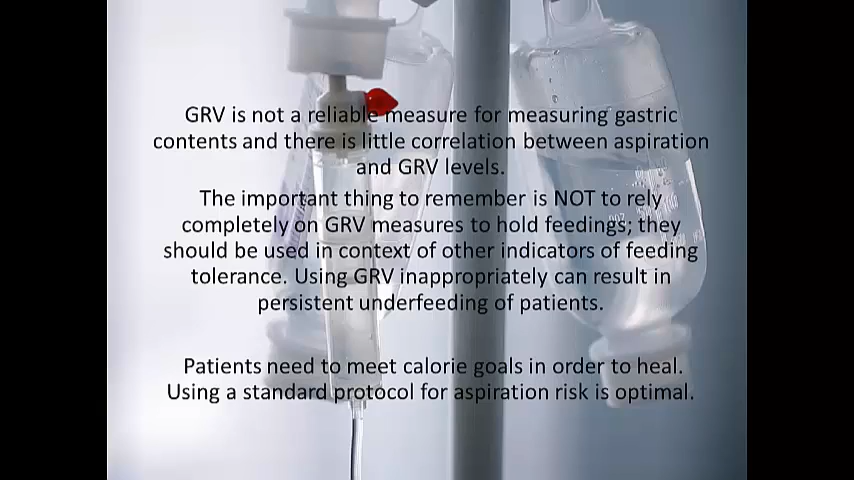 GRV is not a reliable measure for measuring gastric
contents and there is little correlation between aspiration
and GRV levels.
The important thing to remember is NOT to rely
completely on GRV measures to hold feedings; they
should be used in context of other indicators of feeding
tolerance. Using GRV inappropriately can result in
persistent underfeeding of patients.
Patients need to meet calorie goals in order to heal.
Using a standard protocol for aspiration risk is optimal.